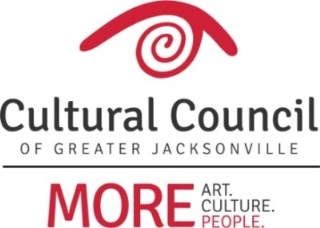 Cultural Council
OF GREATER JACKSONVILLE
MORE ART.
CULTURE.
PEOPLE.